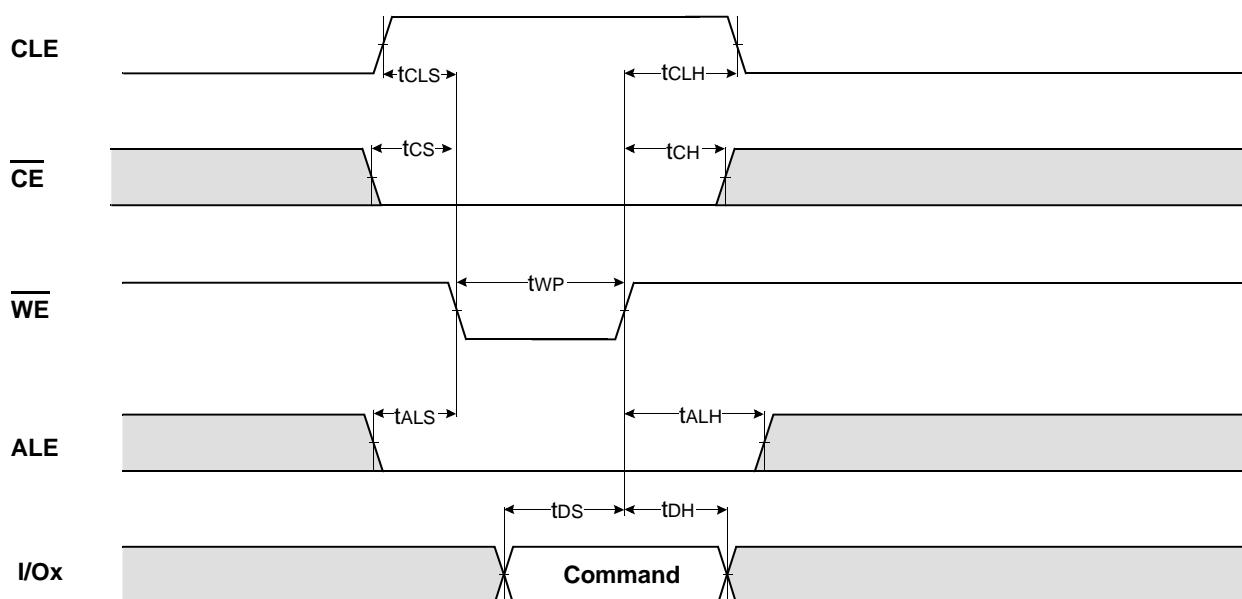 CLE
tCLS
tCLH
CE
tCS
tCH
WE
tWP
ALE
tALS
tALH
tDS
tDH
I/Ox
Command